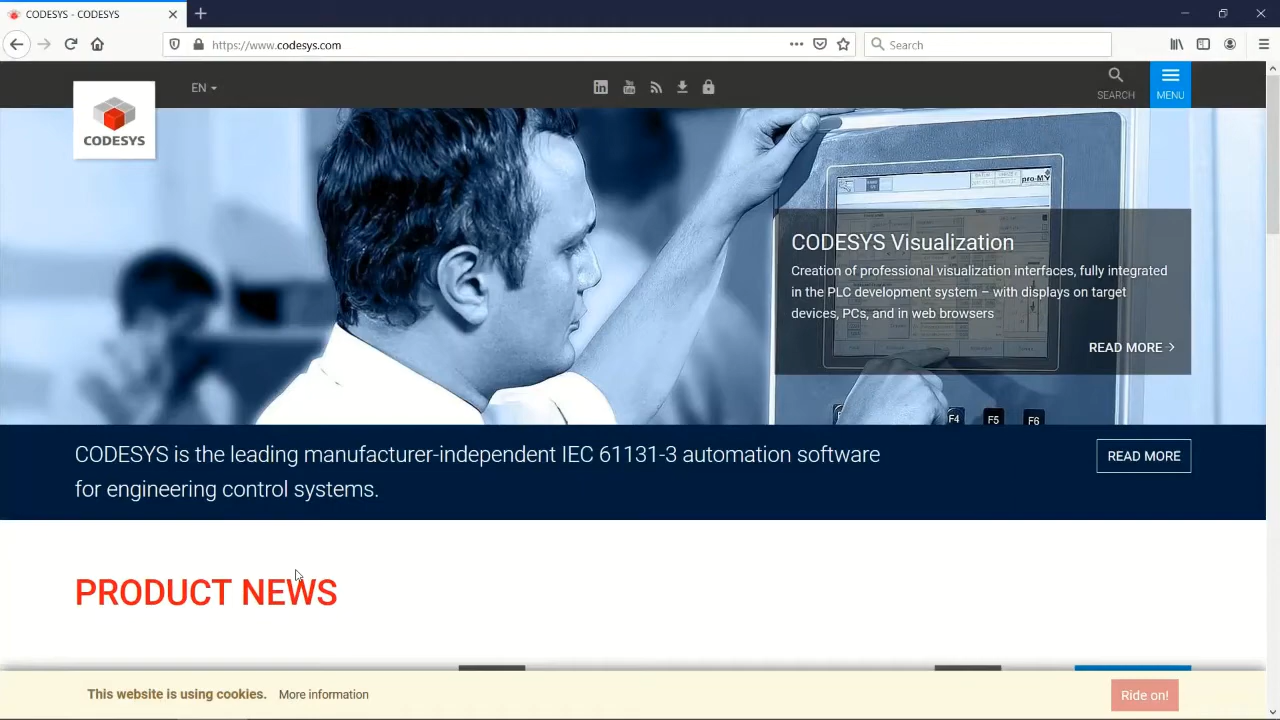 CODESYS - CODESYS
https://www.codesys.com
Search
EN
SEARCH
MENU
CODESYS
pro-MV
CODESYS Visualization
Creation of professional visualization interfaces, fully integrated
in the PLC development system – with displays on target
devices, PCs, and in web browsers
READ MORE
F4 F5 F6
CODESYS is the leading manufacturer-independent IEC 61131-3 automation software
for engineering control systems.
READ MORE
PRODUCT NEWS
This website is using cookies. More information
Ride on!